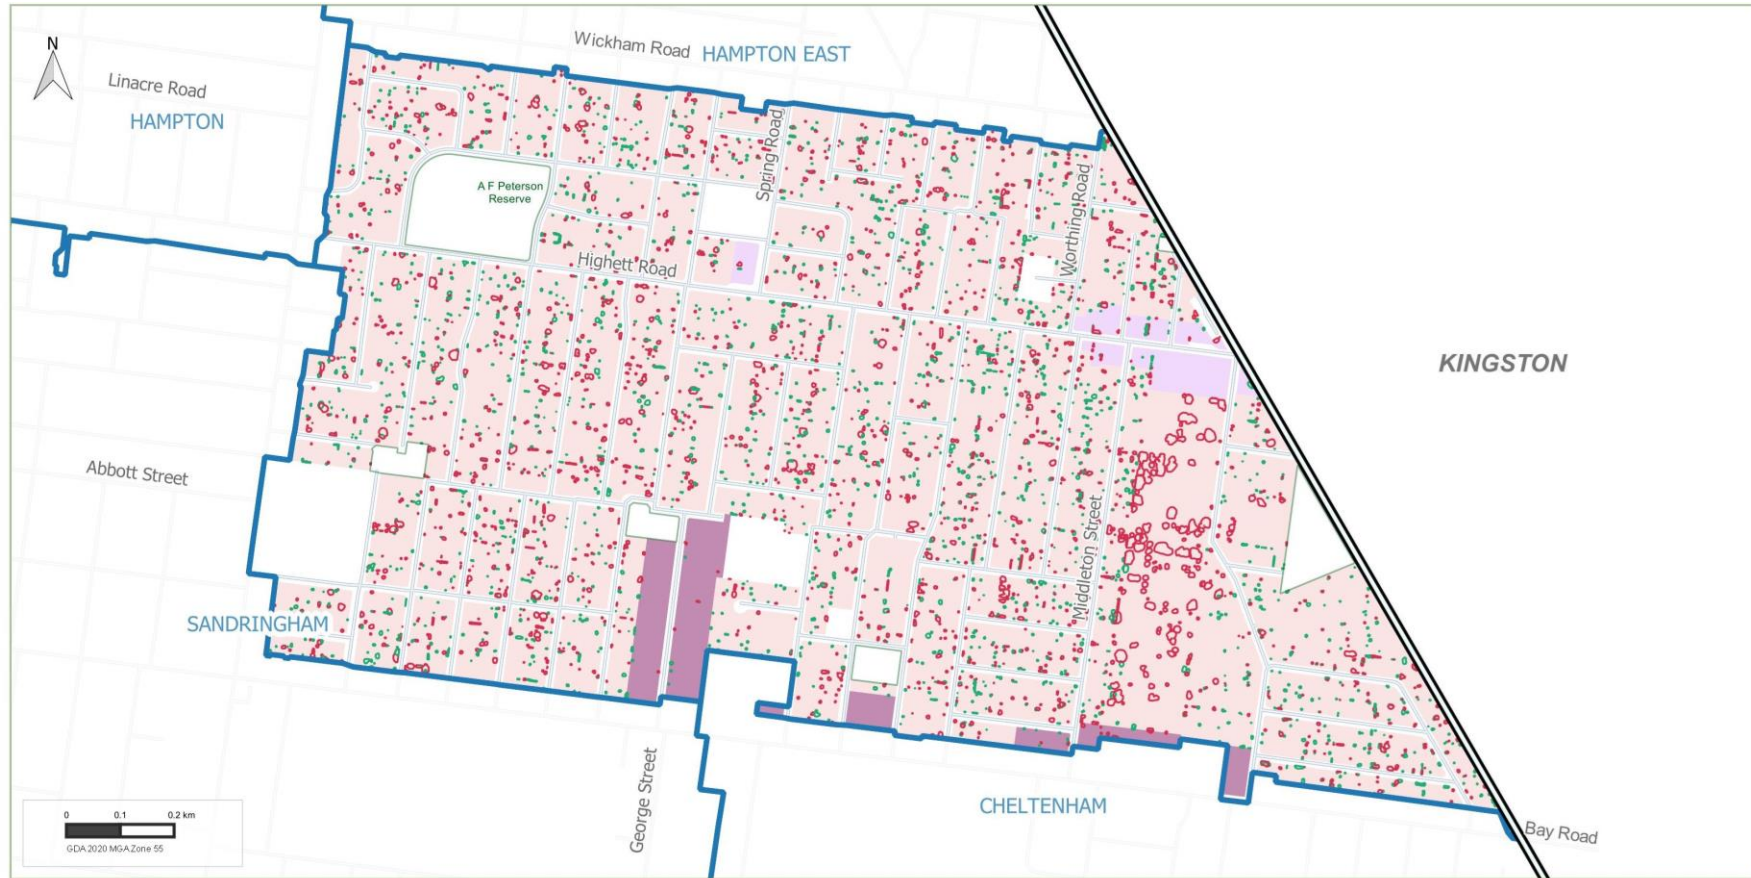 N
Wickham Road
HAMPTON EAST
Linacre Road
HAMPTON
Spring Road
A F Peterson
Reserve
Worthing Road
Highett Road
KINGSTON
Abbott Street
Middleton Street
SANDRINGHAM
George Street
CHELTENHAM
Bay Road
0 0.1 0.2 km
GDA 2020 MGA Zone 55